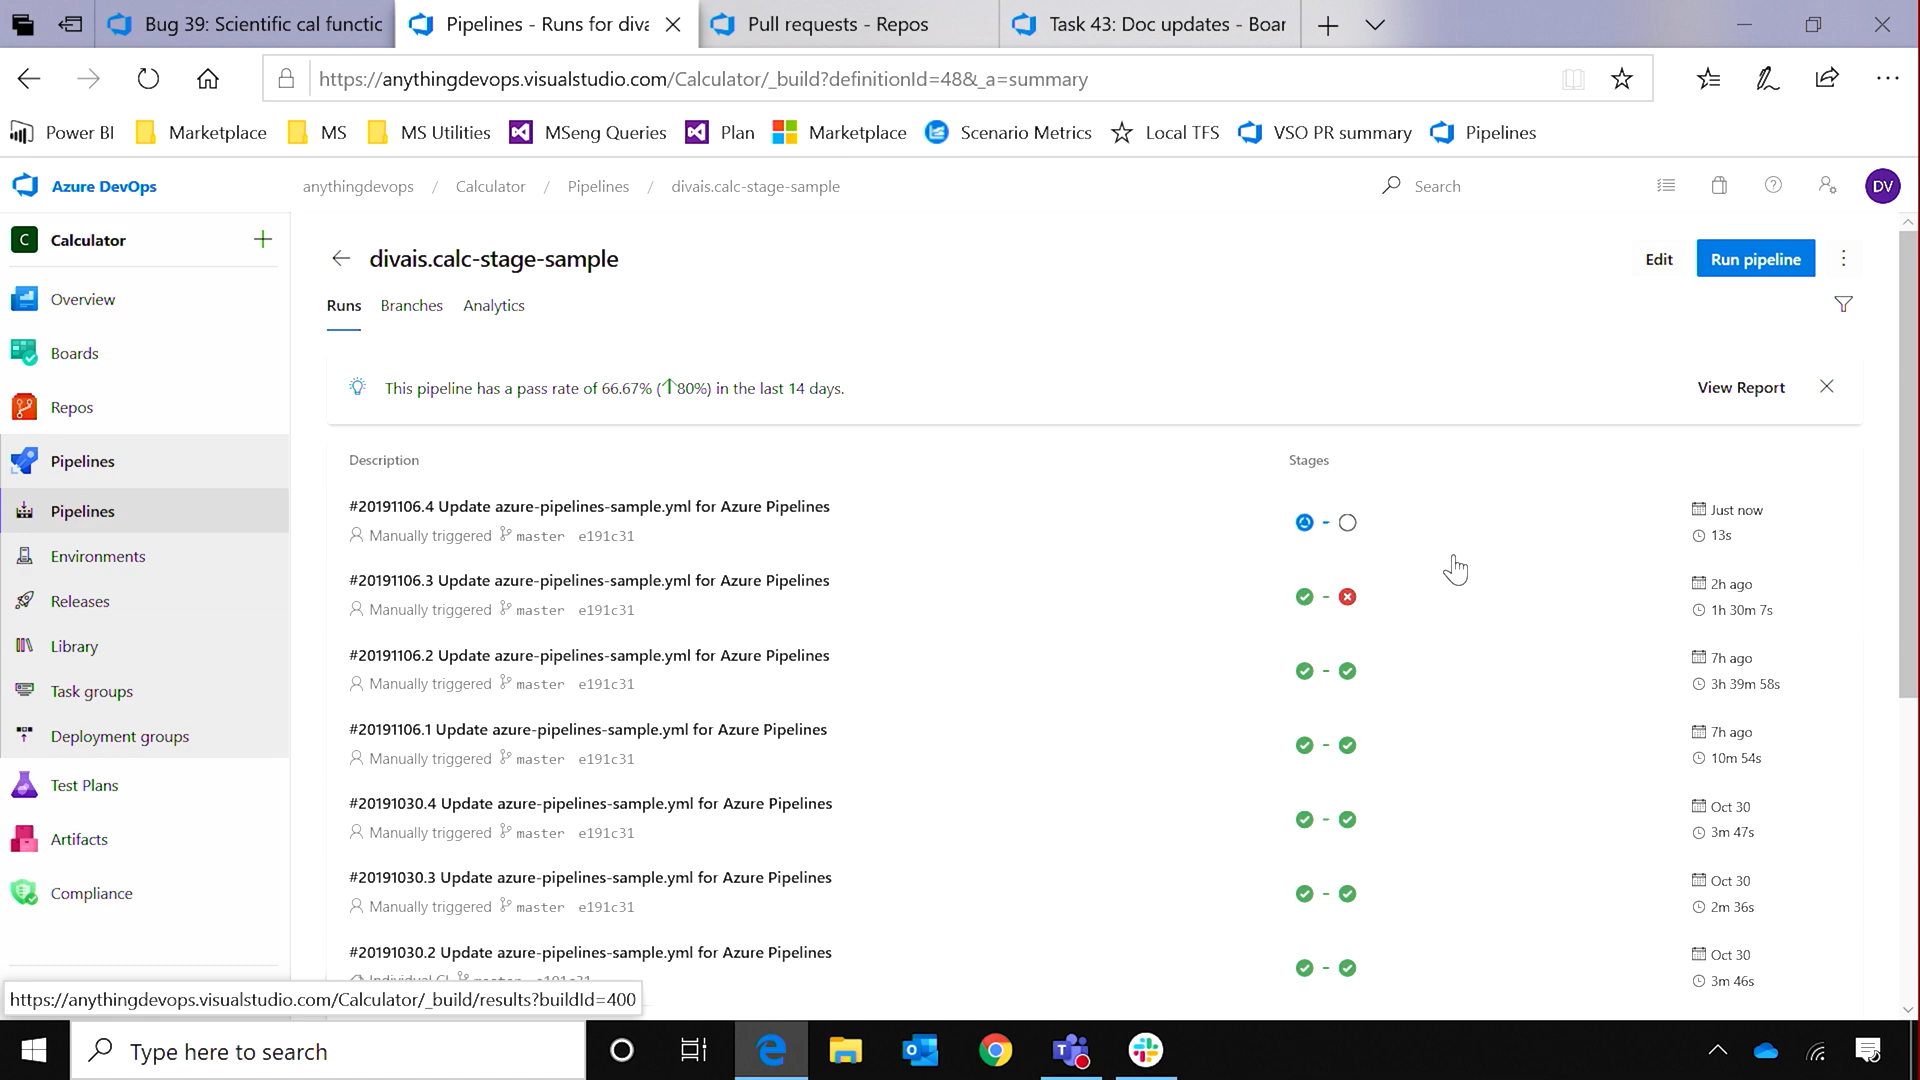 Bug 39: Scientific cal functic
Pipelines - Runs for diva
Pull requests - Repos
Task 43: Doc updates - Boar
https://anythingdevops.visualstudio.com/Calculator/_build?definitionId=48&_a=summary
Power BI
Marketplace
MS
MS Utilities
MSeng Queries
Plan
Marketplace
Scenario Metrics
Local TFS
VSO PR summary
Pipelines
Azure DevOps
anythingdevops / Calculator / Pipelines / divais.calc-stage-sample
Search
DV
C
Calculator
Overview
Boards
Repos
Pipelines
Pipelines
Environments
Releases
Library
Task groups
Deployment groups
Test Plans
Artifacts
Compliance
divais.calc-stage-sample
Edit
Run pipeline
Runs
Branches
Analytics
This pipeline has a pass rate of 66.67% (↑80%) in the last 14 days.
View Report
Description
Stages
#20191106.4 Update azure-pipelines-sample.yml for Azure Pipelines
Manually triggered master e191c31
Just now
13s
#20191106.3 Update azure-pipelines-sample.yml for Azure Pipelines
Manually triggered master e191c31
2h ago
1h 30m 7s
#20191106.2 Update azure-pipelines-sample.yml for Azure Pipelines
Manually triggered master e191c31
7h ago
3h 39m 58s
#20191106.1 Update azure-pipelines-sample.yml for Azure Pipelines
Manually triggered master e191c31
7h ago
10m 54s
#20191030.4 Update azure-pipelines-sample.yml for Azure Pipelines
Manually triggered master e191c31
Oct 30
3m 47s
#20191030.3 Update azure-pipelines-sample.yml for Azure Pipelines
Manually triggered master e191c31
Oct 30
2m 36s
#20191030.2 Update azure-pipelines-sample.yml for Azure Pipelines
Individual CI master e191c31
Oct 30
3m 46s
https://anythingdevops.visualstudio.com/Calculator/_build/results?buildId=400
Type here to search